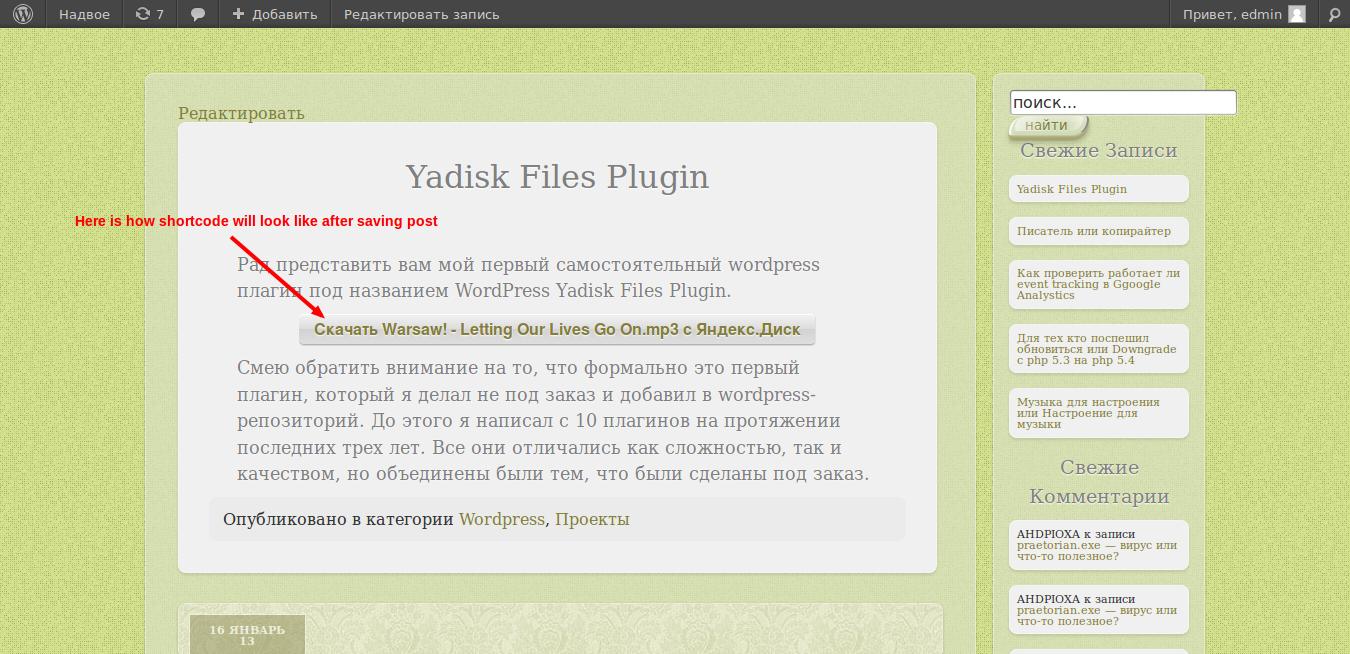 Надвое
7
Добавить
Редактировать запись
Привет, edmin
Редактировать
Yadisk Files Plugin
Here is how shortcode will look like after saving post
Рад представить вам мой первый самостоятельный wordpress
плагин под названием WordPress Yadisk Files Plugin.
Скачать Warsaw! - Letting Our Lives Go On.mp3 с Яндекс.Диск
Смею обратить внимание на то, что формально это первый
плагин, который я делал не под заказ и добавил в wordpress-
репозиторий. До этого я написал с 10 плагинов на протяжении
последних трех лет. Все они отличались как сложностью, так и
качеством, но объединены были тем, что были сделаны под заказ.
Опубликовано в категории Wordpress, Проекты
16 ЯНВАРЬ
13
поиск...
найти
Свежие Записи
Yadisk Files Plugin
Писатель или копирайтер
Как проверить работает ли
event tracking в Ggoogle
Analystics
Для тех кто поспешил
обновиться или Downgrade
с php 5.3 на php 5.4
Музыка для настроения
или Настроение для
музыки
Свежие
Комментарии
АНDРІОХА к записи
praetorian.exe — вирус или
что-то полезное?
АНDРІОХА к записи
praetorian.exe — вирус или
что-то полезное?